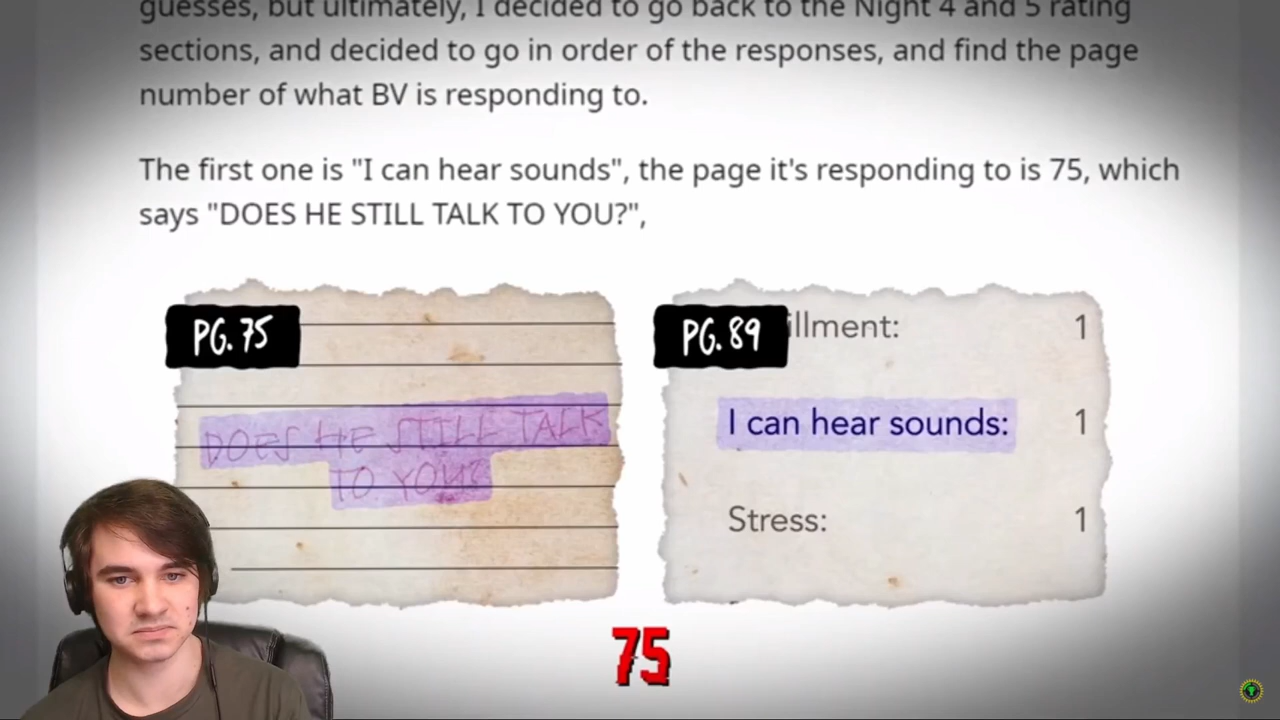 guesses, but ultimately, I decided to go back to the Night 4 and 5 rating
sections, and decided to go in order of the responses, and find the page
number of what BV is responding to.
The first one is "I can hear sounds", the page it's responding to is 75, which
says "DOES HE STILL TALK TO YOU?",
PG. 75
DOES HE STILL TALK
TO YOU?
PG. 89
illment: 1
I can hear sounds: 1
Stress: 1
75